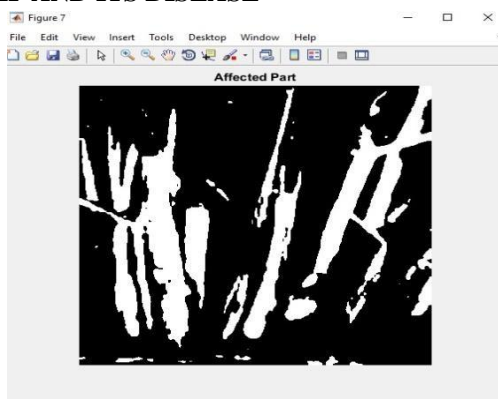 AND ITS DISEASE
Figure 7
File Edit View Insert Tools Desktop Window Help
Affected Part